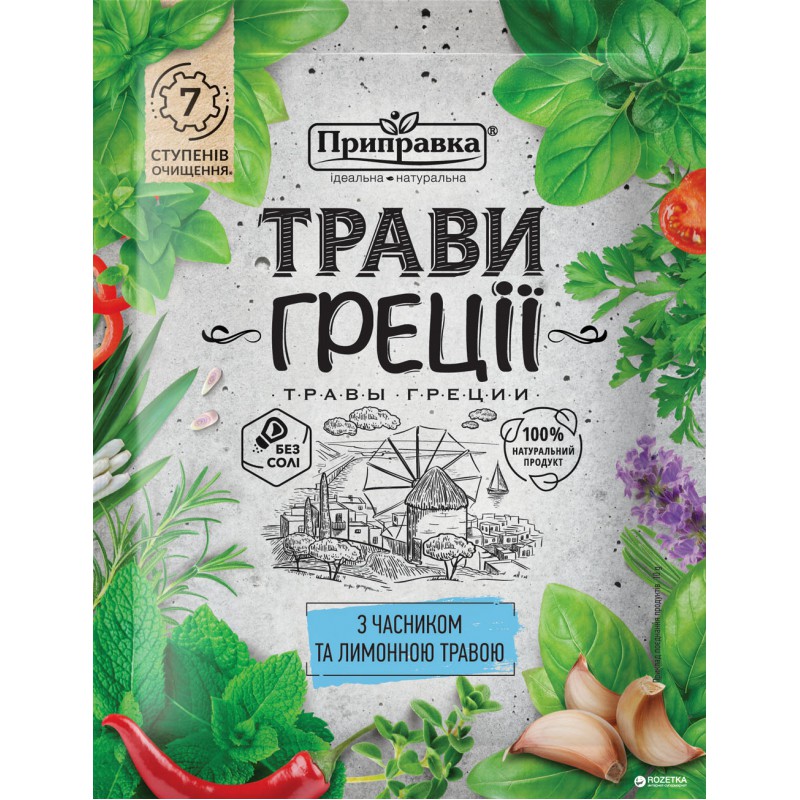 7
СТУПЕНІВ
ОЧИЩЕННЯ®
Приправка®
ідеальна натуральна
ТРАВИ
ГРЕЦІЇ
· ТРАВЫ ГРЕЦИИ ·
БЕЗ
СОЛІ
100%
НАТУРАЛЬНИЙ
ПРОДУКТ
З ЧАСНИКОМ
ТА ЛИМОННОЮ ТРАВОЮ
ROZETKA